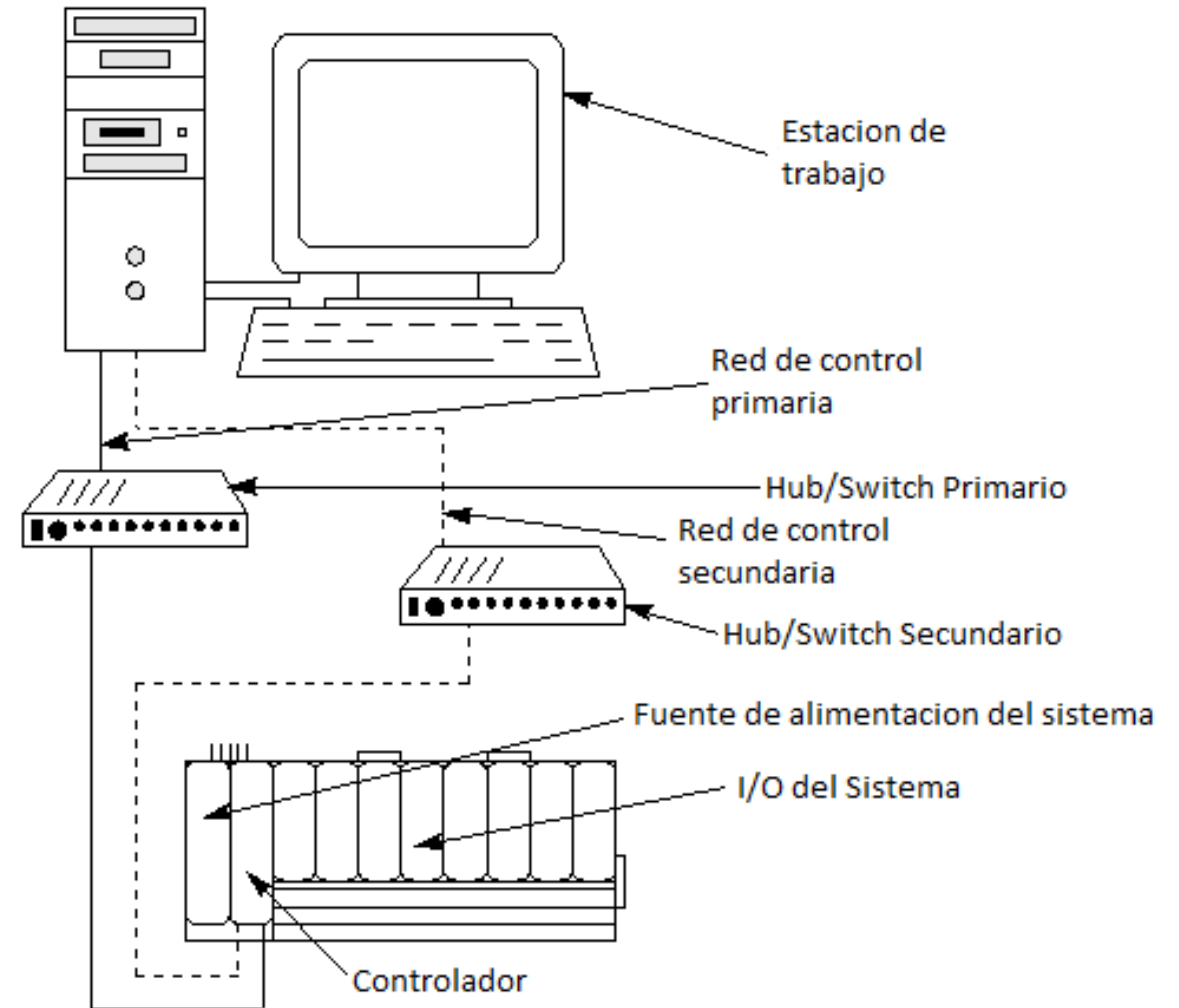 Estacion de
trabajo
Red de control
primaria
Hub/Switch Primario
Red de control
secundaria
Hub/Switch Secundario
Fuente de alimentacion del sistema
I/O del Sistema
Controlador